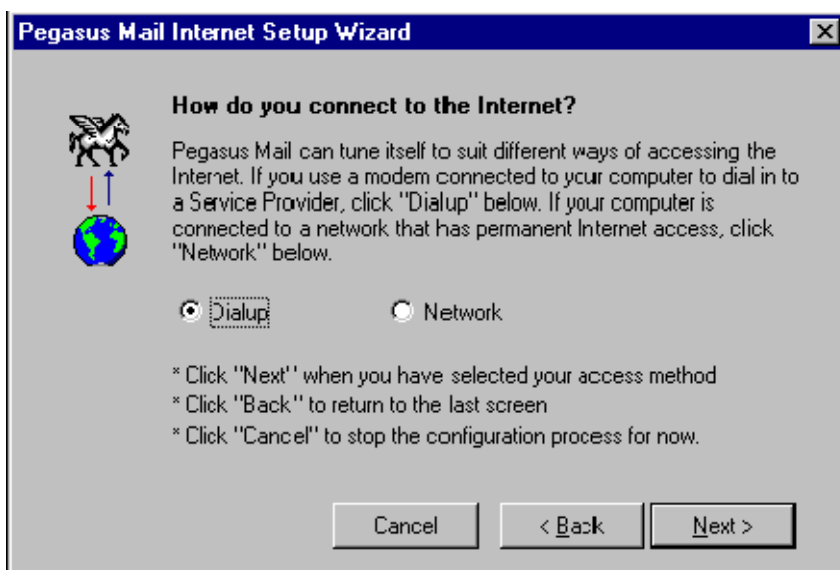 Pegasus Mail Internet Setup Wizard
How do you connect to the Internet?
Pegasus Mail can tune itself to suit different ways of accessing the
Internet. If you use a modem connected to your computer to dial in to
a Service Provider, click "Dialup" below. If your computer is
connected to a network that has permanent Internet access, click
"Network" below.
Dialup Network
* Click "Next" when you have selected your access method
* Click "Back" to return to the last screen
* Click "Cancel" to stop the configuration process for now.
Cancel < Back Next >